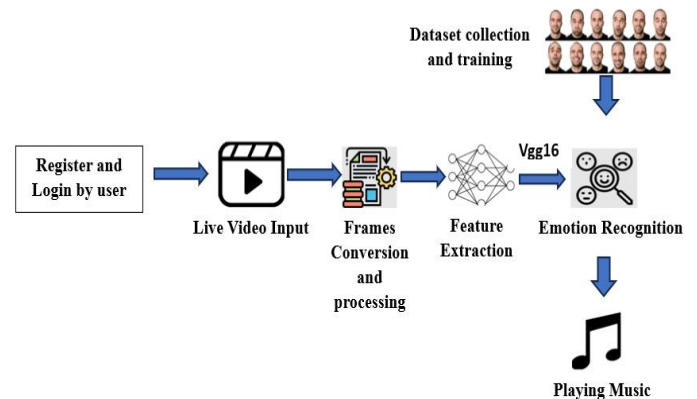 Dataset collection
and training
Register and
Login by user
Live Video Input
Frames
Conversion
and
processing
Feature
Extraction
Vgg16
Emotion Recognition
Playing Music